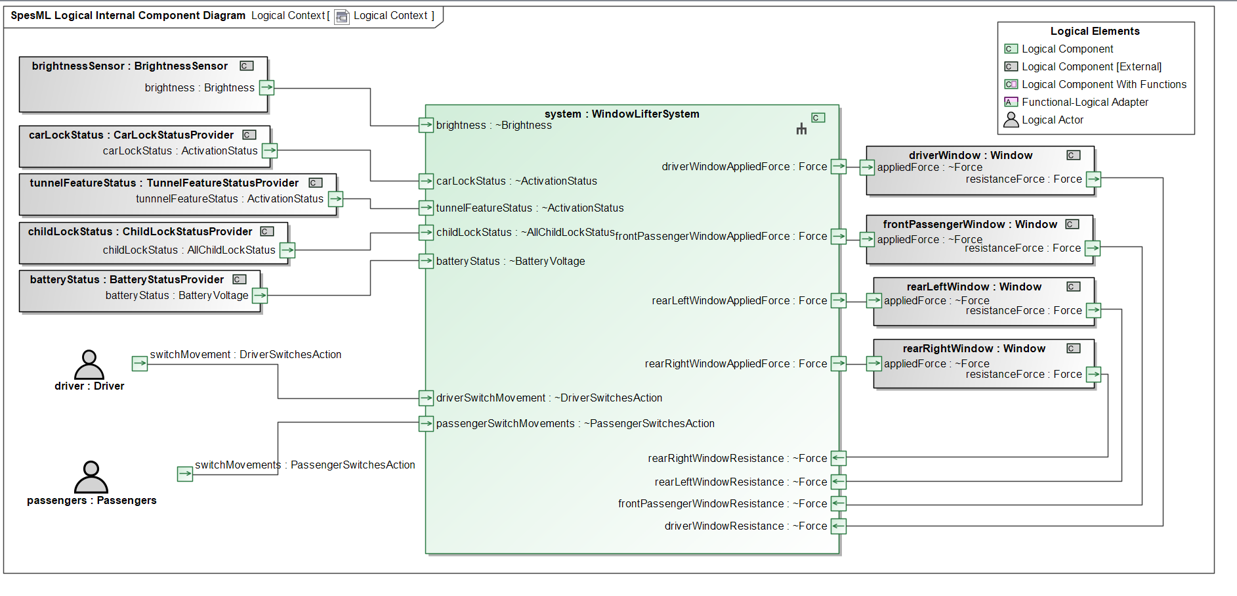 SpesML Logical Internal Component Diagram Logical Context [ Logical Context ]
Logical Elements
C Logical Component
C Logical Component [External]
C Logical Component With Functions
A Functional-Logical Adapter
Logical Actor
brightnessSensor : BrightnessSensor C
brightness : Brightness
carLockStatus : CarLockStatusProvider C
carLockStatus : ActivationStatus
tunnelFeatureStatus : TunnelFeatureStatusProvider C
tunnnelFeatureStatus : ActivationStatus
childLockStatus : ChildLockStatusProvider C
childLockStatus : AllChildLockStatus
batteryStatus : BatteryStatusProvider C
batteryStatus : BatteryVoltage
switchMovement : DriverSwitchesAction
driver : Driver
switchMovements : PassengerSwitchesAction
passengers : Passengers
system : WindowLifterSystem C
brightness : ~Brightness
carLockStatus : ~ActivationStatus
tunnelFeatureStatus : ~ActivationStatus
childLockStatus : ~AllChildLockStatus
batteryStatus : ~BatteryVoltage
driverSwitchMovement : ~DriverSwitchesAction
passengerSwitchMovements : ~PassengerSwitchesAction
driverWindowAppliedForce : Force
frontPassengerWindowAppliedForce : Force
rearLeftWindowAppliedForce : Force
rearRightWindowAppliedForce : Force
rearRightWindowResistance : ~Force
rearLeftWindowResistance : ~Force
frontPassengerWindowResistance : ~Force
driverWindowResistance : ~Force
driverWindow : Window C
appliedForce : ~Force
resistanceForce : Force
frontPassengerWindow : Window C
appliedForce : ~Force
resistanceForce : Force
rearLeftWindow : Window C
appliedForce : ~Force
resistanceForce : Force
rearRightWindow : Window C
appliedForce : ~Force
resistanceForce : Force